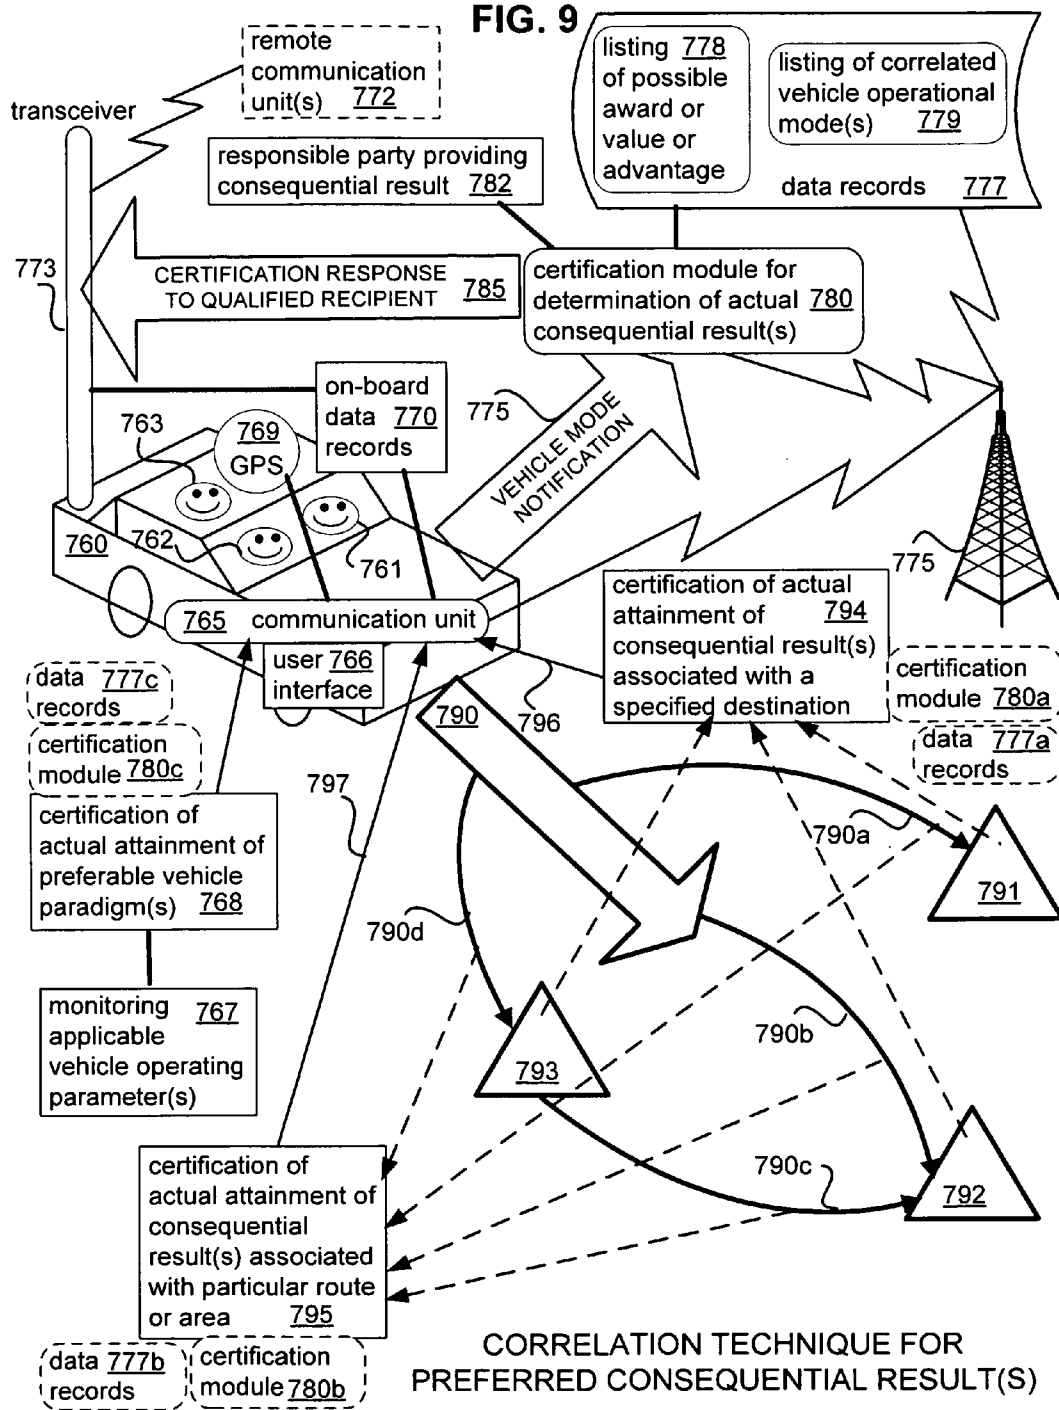 FIG. 9
remote
communication
unit(s) 772
transceiver
listing 778
of possible
award or
value or
advantage
listing of correlated
vehicle operational
mode(s) 779
data records 777
responsible party providing
consequential result 782
773
CERTIFICATION RESPONSE
TO QUALIFIED RECIPIENT 785
certification module for
determination of actual 780
consequential result(s)
on-board
data 770
records
775
VEHICLE MODE
NOTIFICATION
763
769
GPS
760
762
761
775
765 communication unit
user 766
interface
certification of actual
attainment of 794
consequential result(s)
associated with a
specified destination
certification
module 780a
data 777a
records
data 777c
records
certification
module 780c
790
796
797
certification of
actual attainment of
preferable vehicle
paradigm(s) 768
790a
791
790d
monitoring 767
applicable
vehicle operating
parameter(s)
793
790b
certification of
actual attainment of
consequential
result(s) associated
with particular route
or area 795
790c
792
data 777b
records
certification
module 780b
CORRELATION TECHNIQUE FOR
PREFERRED CONSEQUENTIAL RESULT(S)